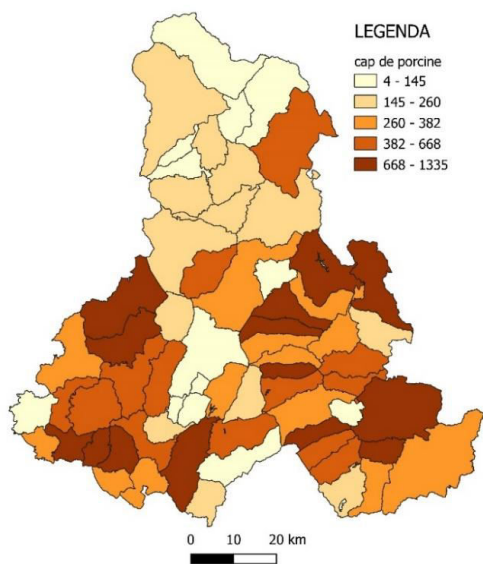 LEGENDA
cap de porcine
4 - 145
145 - 260
260 - 382
382 - 668
668 - 1335
0 10 20 km